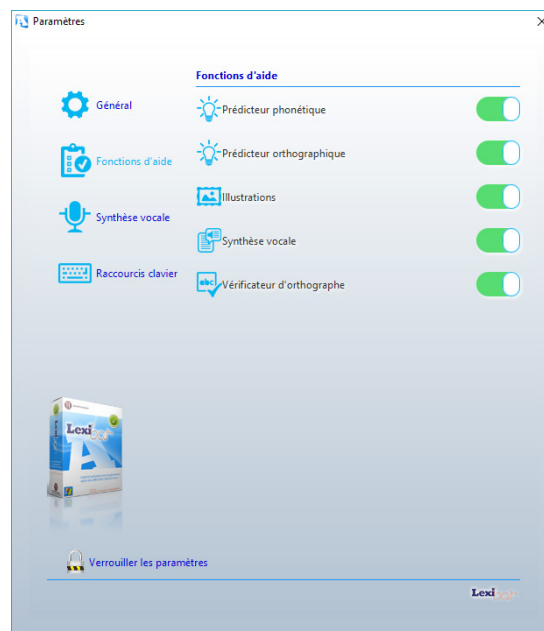 Paramètres
Fonctions d'aide
Général
Prédicteur phonétique
Fonctions d'aide
Prédicteur orthographique
Illustrations
Synthèse vocale
Synthèse vocale
Raccourcis clavier
abc
Vérificateur d'orthographe
Lexi
A
Verrouiller les paramètres
Lexi